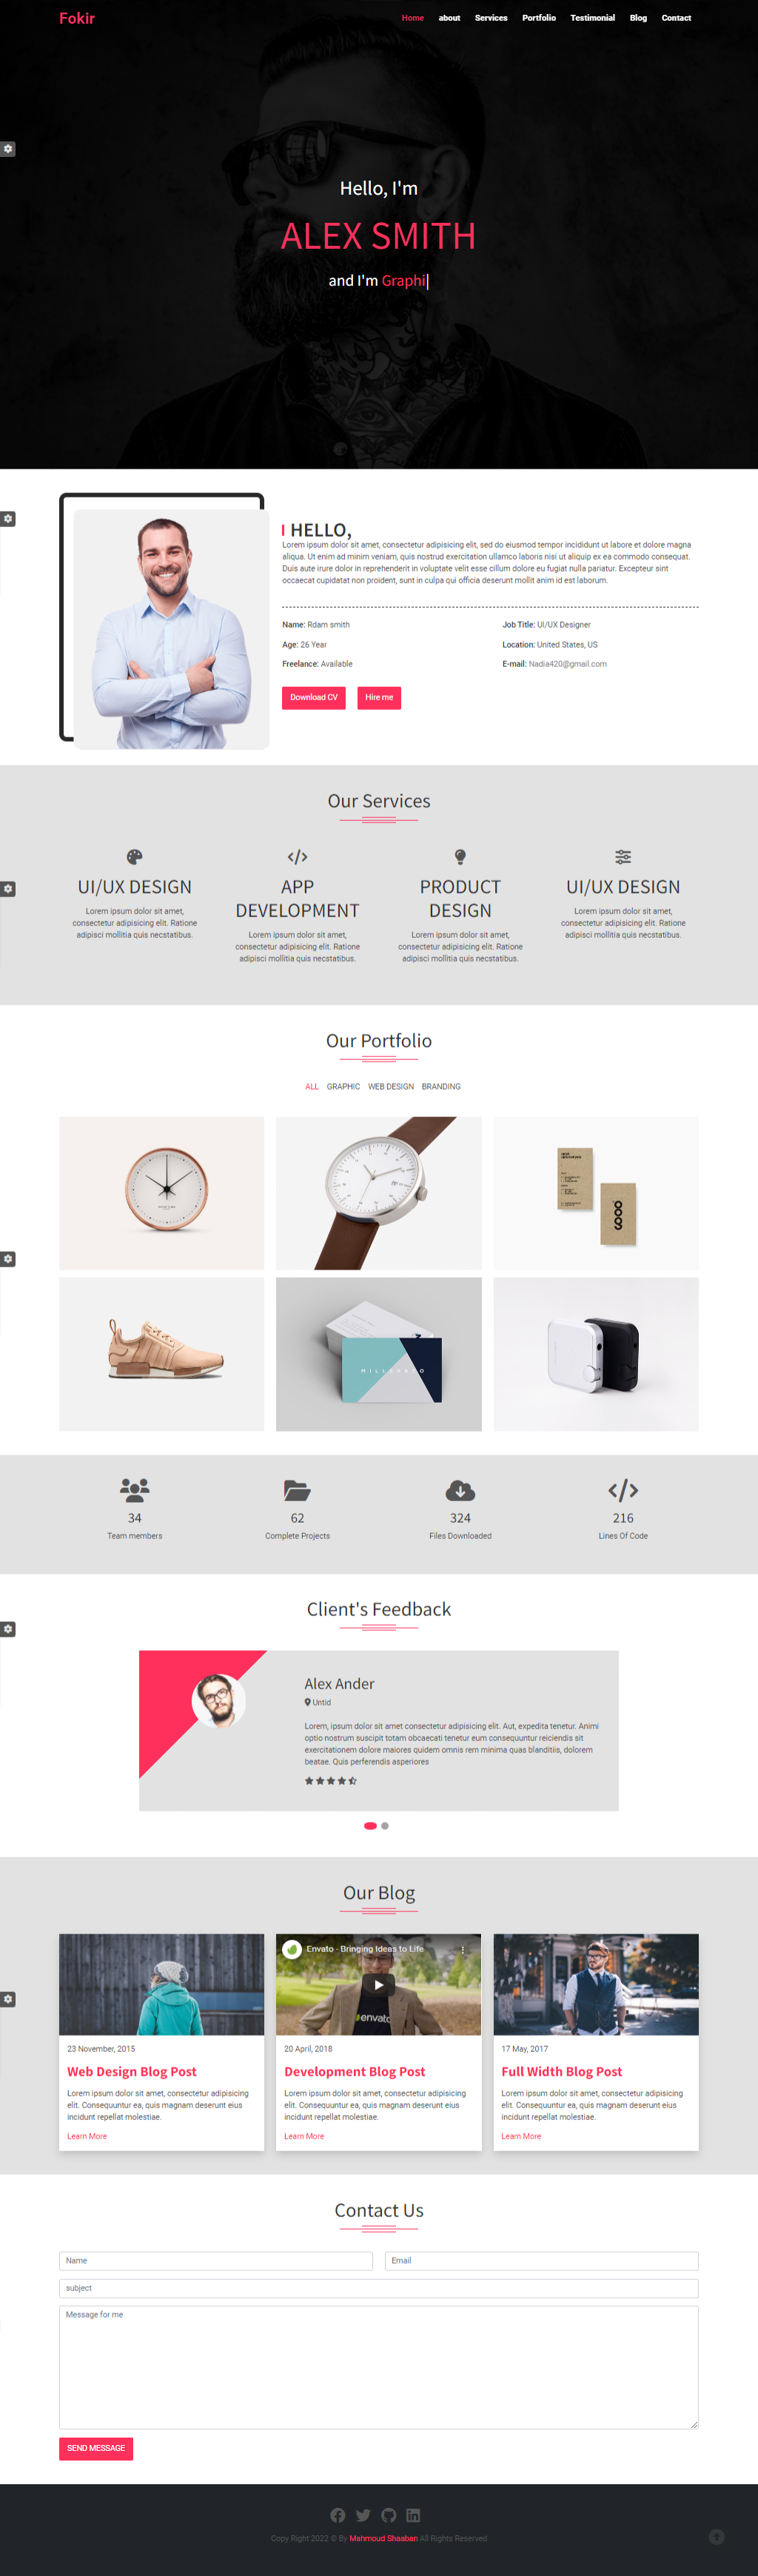 Fokir
Home about Services Portfolio Testimonial Blog Contact
Hello, I'm
ALEX SMITH
and I'm Graphi|
HELLO,
Lorem ipsum dolor sit amet, consectetur adipisicing elit, sed do eiusmod tempor incididunt ut labore et dolore magna
aliqua. Ut enim ad minim veniam, quis nostrud exercitation ullamco laboris nisi ut aliquip ex ea commodo consequat.
Duis aute irure dolor in reprehenderit in voluptate velit esse cillum dolore eu fugiat nulla pariatur. Excepteur sint
occaecat cupidatat non proident, sunt in culpa qui officia deserunt mollit anim id est laborum.
Name: Rdam smith
Job Title: UI/UX Designer
Age: 26 Year
Location: United States, US
Freelance: Available
E-mail: Nadia420@gmail.com
Download CV
Hire me
Our Services
UI/UX DESIGN
Lorem ipsum dolor sit amet,
consectetur adipisicing elit. Ratione
adipisci mollitia quis necstatibus.
APP
DEVELOPMENT
Lorem ipsum dolor sit amet,
consectetur adipisicing elit. Ratione
adipisci mollitia quis necstatibus.
PRODUCT
DESIGN
Lorem ipsum dolor sit amet,
consectetur adipisicing elit. Ratione
adipisci mollitia quis necstatibus.
UI/UX DESIGN
Lorem ipsum dolor sit amet,
consectetur adipisicing elit. Ratione
adipisci mollitia quis necstatibus.
Our Portfolio
ALL GRAPHIC WEB DESIGN BRANDING
34
Team members
62
Complete Projects
324
Files Downloaded
216
Lines Of Code
Client's Feedback
Alex Ander
Untid
Lorem, ipsum dolor sit amet consectetur adipisicing elit. Aut, expedita tenetur. Animi
optio nostrum suscipit totam obcaecati tenetur eum consequuntur reiciendis sit
exercitationem dolore maiores quidem omnis rem minima quas blanditiis, dolorem
beatae. Quis perferendis asperiores
Our Blog
23 November, 2015
Web Design Blog Post
Lorem ipsum dolor sit amet, consectetur adipisicing
elit. Consequuntur ea, quis magnam deserunt eius
incidunt repellat molestiae.
Learn More
Envato - Bringing Ideas to Life
envato
20 April, 2018
Development Blog Post
Lorem ipsum dolor sit amet, consectetur adipisicing
elit. Consequuntur ea, quis magnam deserunt eius
incidunt repellat molestiae.
Learn More
17 May, 2017
Full Width Blog Post
Lorem ipsum dolor sit amet, consectetur adipisicing
elit. Consequuntur ea, quis magnam deserunt eius
incidunt repellat molestiae.
Learn More
Contact Us
Name
Email
subject
Message for me
SEND MESSAGE
Copy Right 2022 © By Mahmoud Shaaban All Rights Reserved